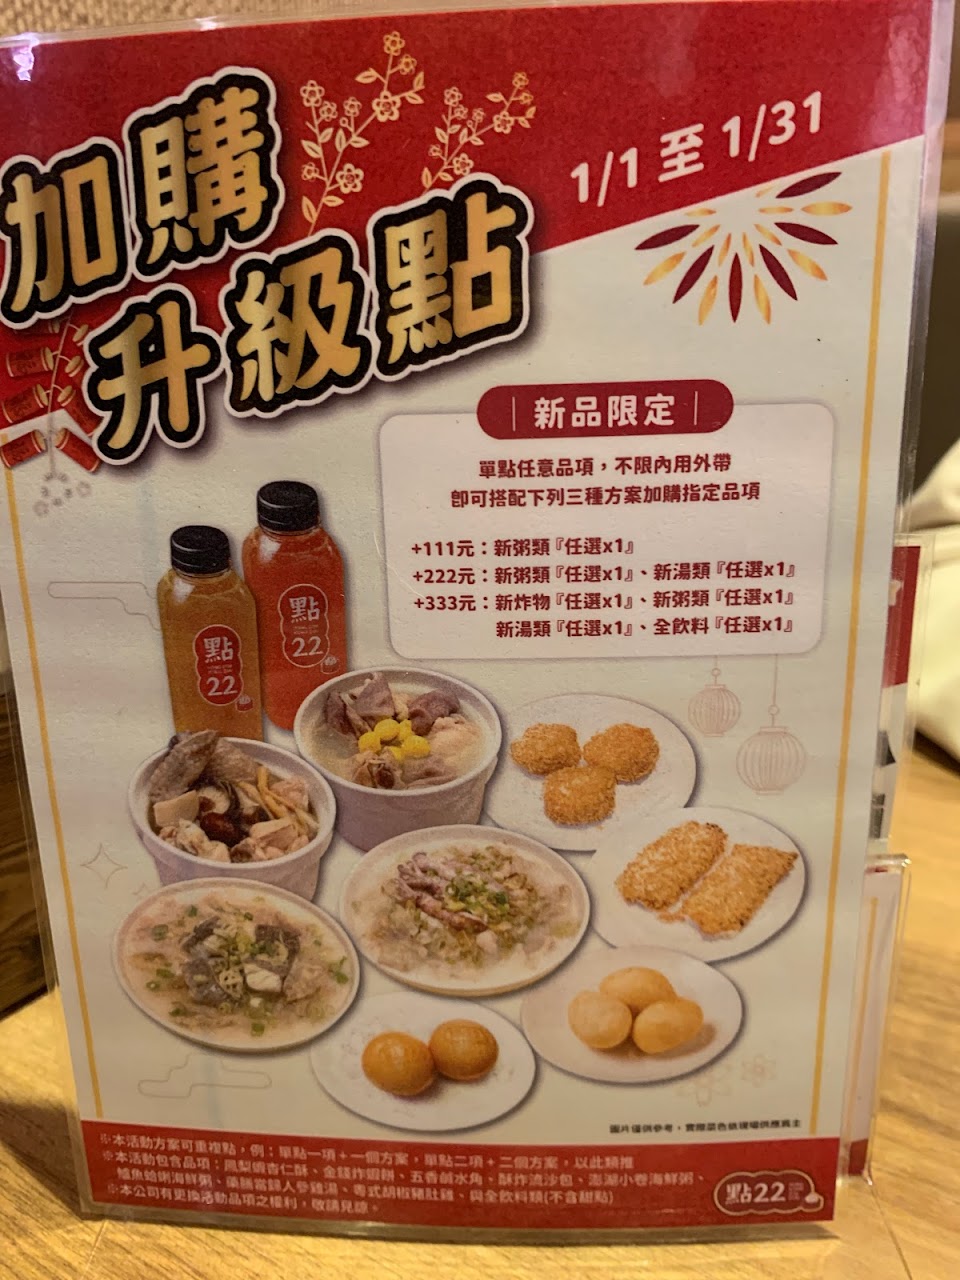 加購
升級點
1/1 至 1/31
新品限定
單點任意品項，不限內用外帶
即可搭配下列三種方案加購指定品項
+111元：新粥類『任選x1』
+222元：新粥類『任選x1』、新湯類『任選x1』
+333元：新炸物『任選x1』、新粥類『任選x1』
新湯類『任選x1』、全飲料『任選x1』
點
22
點
22
圖片僅供參考，實際菜色依現場供應為主
※本活動方案可重複點，例：單點一項+一個方案，單點二項+二個方案，以此類推
※本活動包含品項：鳳梨蝦杏仁酥、金錢炸蝦餅、五香鹹水角、酥炸流沙包、澎湖小卷海鮮粥、
鱸魚蛤蜊海鮮粥、藥膳當歸人參雞湯、粵式胡椒豬肚雞、與全飲料類(不含甜點)
※本公司有更換活動品項之權利，敬請見諒。
點22